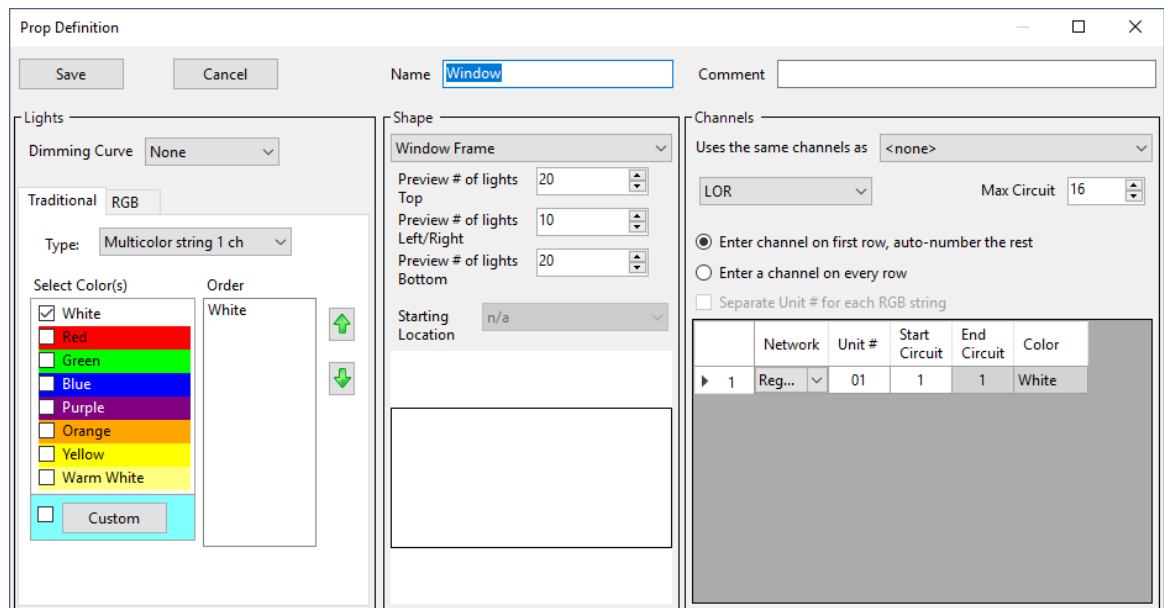 Prop Definition
Save
Cancel
Name
Window
Comment
Lights
Dimming Curve
None
Traditional
RGB
Type:
Multicolor string 1 ch
Select Color(s)
Order
White
Red
Green
Blue
Purple
Orange
Yellow
Warm White
Custom
White
Shape
Window Frame
Preview # of lights
Top
20
Preview # of lights
Left/Right
10
Preview # of lights
Bottom
20
Starting
Location
n/a
Channels
Uses the same channels as
<none>
LOR
Max Circuit
16
Enter channel on first row, auto-number the rest
Enter a channel on every row
Separate Unit # for each RGB string
Network
Unit #
Start
Circuit
End
Circuit
Color
1
Reg...
01
1
1
White